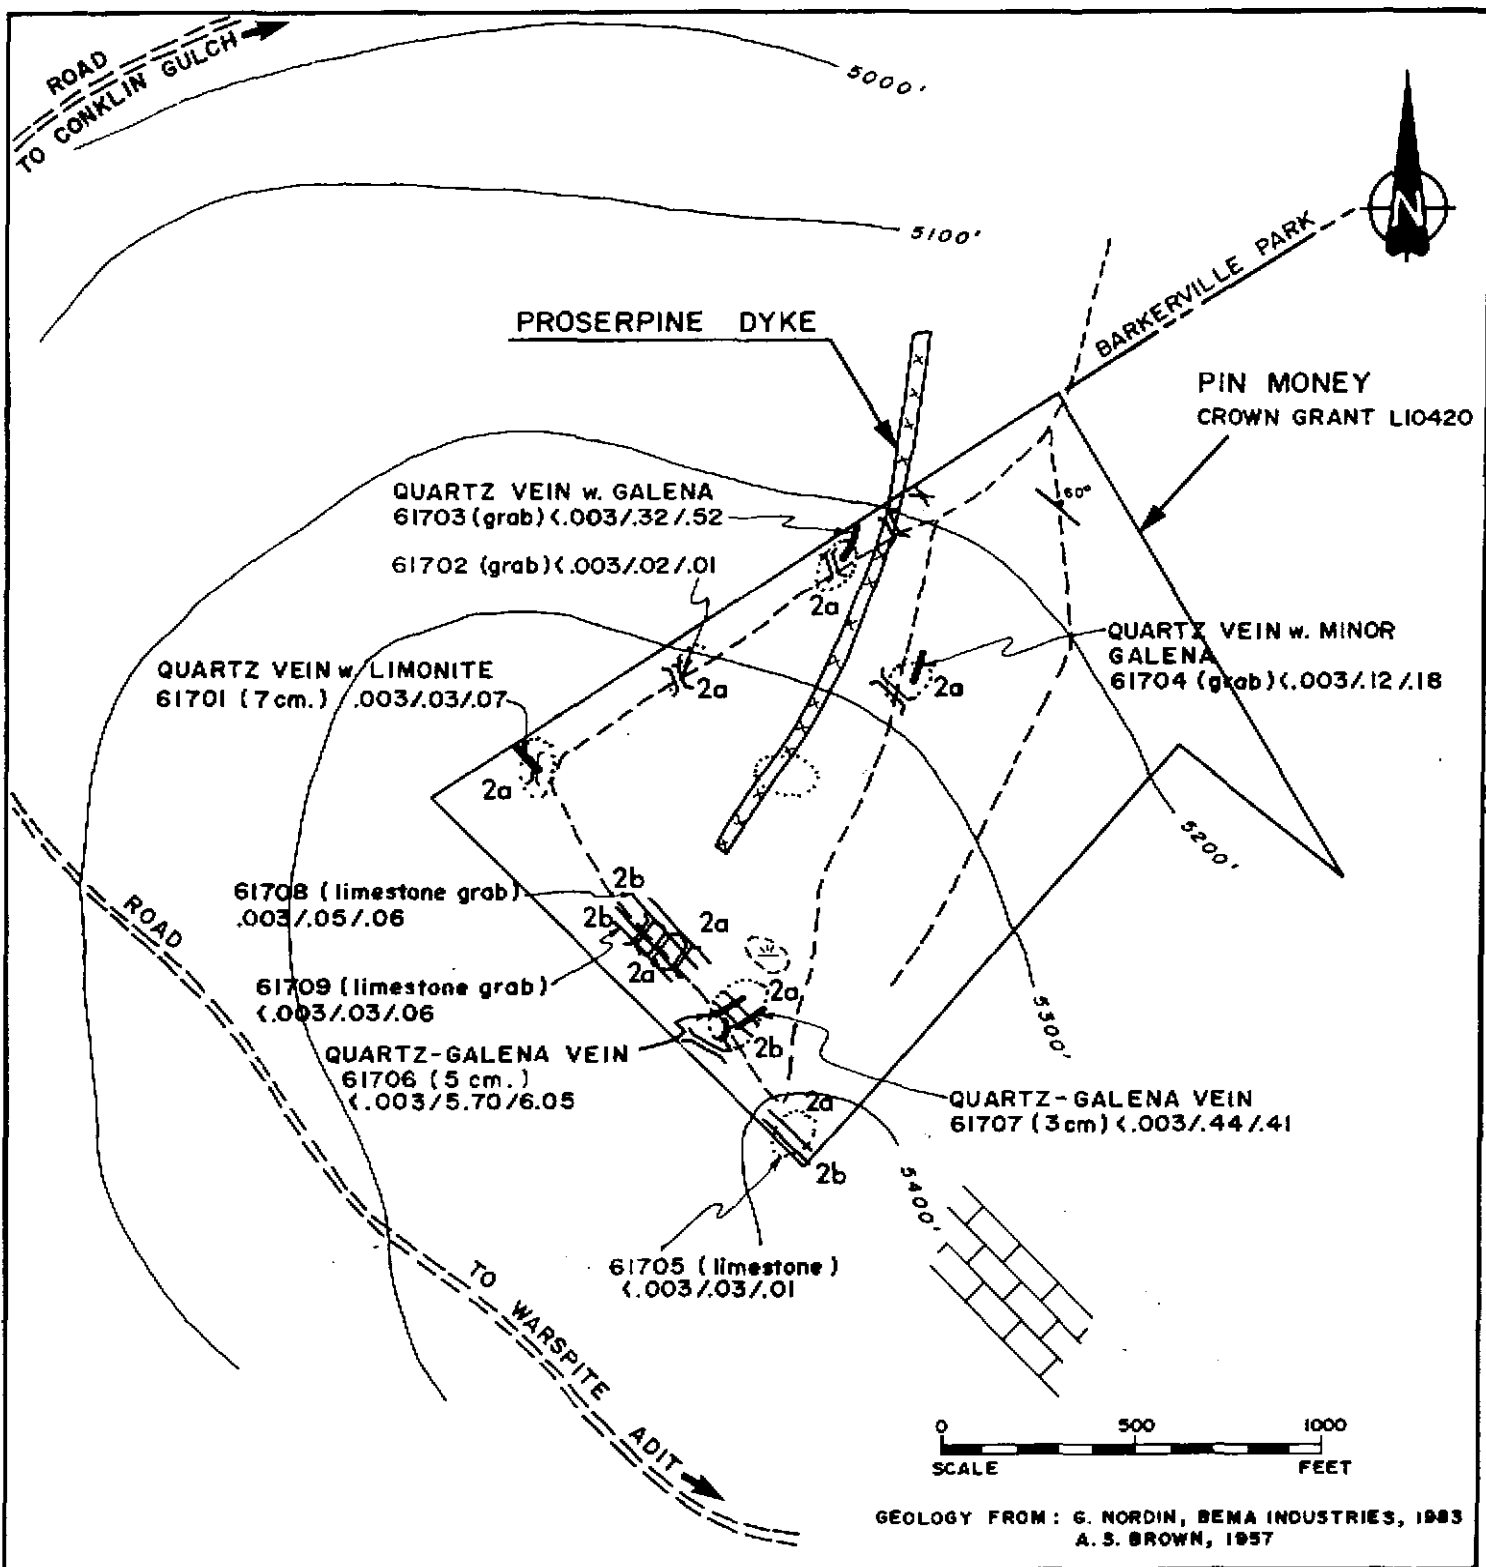 ROAD
TO CONKLIN GULCH
5000'
5100'
N
BARKERVILLE PARK
PROSERPINE DYKE
PIN MONEY
CROWN GRANT L10420
QUARTZ VEIN w. GALENA
61703 (grab) <.003/.32/.52
60°
61702 (grab) <.003/.02/.01
2a
QUARTZ VEIN w. MINOR
GALENA
61704 (grab) <.003/.12/.18
QUARTZ VEIN w. LIMONITE
61701 (7cm.) .003/.03/.07
2a
2a
2a
5200'
61708 (limestone grab)
.003/.05/.06
2b
2b
2a
2a
ROAD
61709 (limestone grab)
<.003/.03/.06
2a
2b
5300'
QUARTZ-GALENA VEIN
61706 (5 cm.)
<.003/5.70/6.05
QUARTZ-GALENA VEIN
61707 (3cm) <.003/.44/.41
2a
2b
5400'
61705 (limestone)
<.003/.03/.01
TO WARSPITE ADIT
0 500 1000
SCALE FEET
GEOLOGY FROM: G. NORDIN, BEMA INDUSTRIES, 1983
A.S. BROWN, 1957